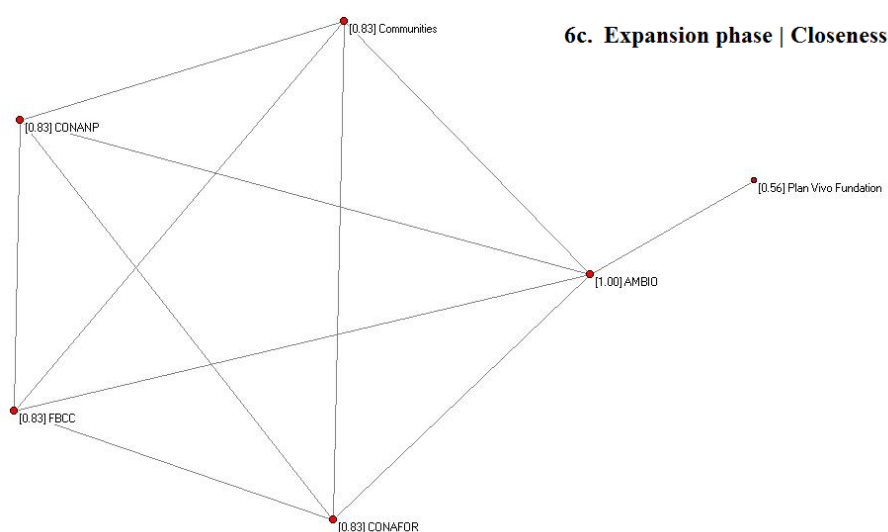 6c. Expansion phase | Closeness
[0.83] Communities
[0.83] CONANP
[0.56] Plan Vivo Fundation
[1.00] AMBIO
[0.83] FBCC
[0.83] CONAFOR